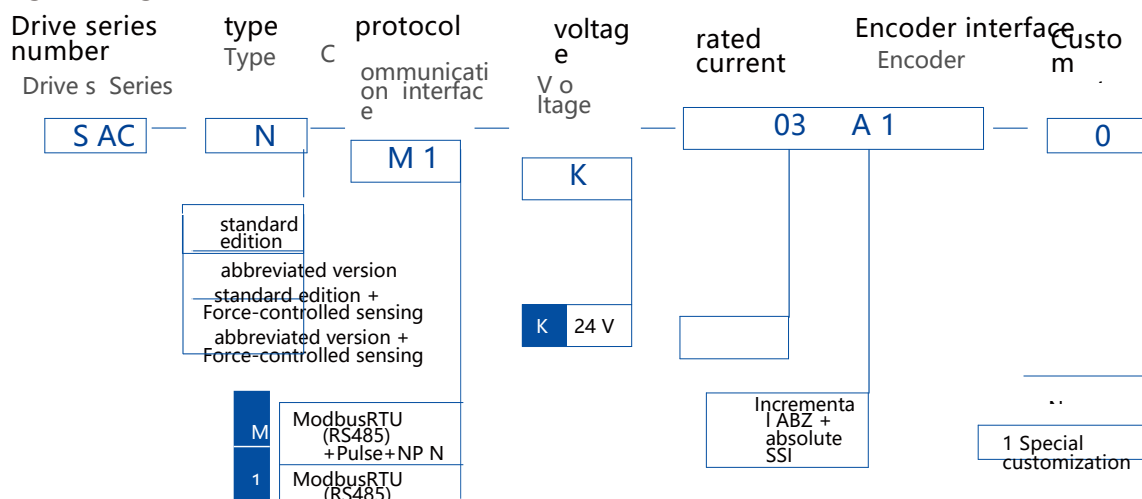 Drive series
number
type
protocol
voltag
e
rated
current
Encoder interface
Custo
m
Drive s Series
Type
C
ommunicati
on interfac
e
V o
ltage
Encoder
S AC
N
M 1
K
03 A 1
0
standard
edition
abbreviated version
standard edition +
Force-controlled sensing
abbreviated version +
Force-controlled sensing
K 24 V
M
1
ModbusRTU
(RS485)
+Pulse+NP N
ModbusRTU
(RS485)
Incrementa
l ABZ +
absolute
SSI
1 Special
customization